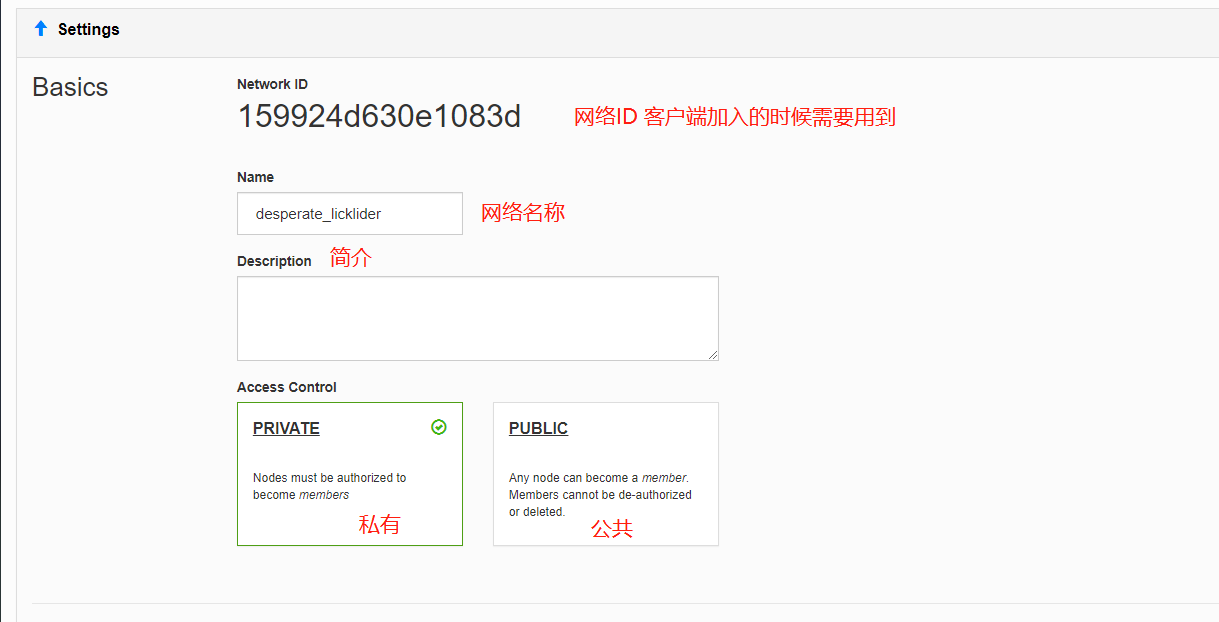 Settings
Basics
Network ID
159924d630e1083d
网络ID 客户端加入的时候需要用到
Name
desperate_licklider
网络名称
Description
简介
Access Control
PRIVATE
Nodes must be authorized to
become members
私有
PUBLIC
Any node can become a member.
Members cannot be de-authorized
or deleted.
公共